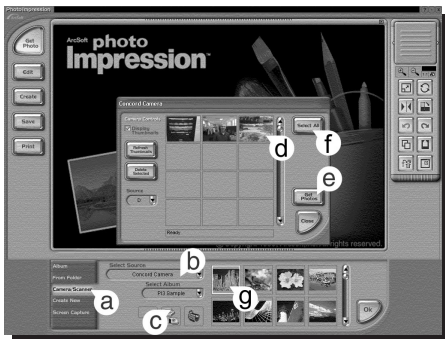 PhotoImpression
ArcSoft
Get
Photo
Edit
Create
Save
Print
ArcSoft photo
Impression
Concord Camera
Camera Controls
Display
Thumbnails
Refresh
Thumbnails
Delete
Selected
Source
D
Ready
Select All
d
f
e
Get
Photos
Close
rights reserved.
Album
From Folder
Camera/Scanner
Create New
Screen Capture
Select Source
Concord Camera
Select Album
PI3 Sample
a
b
c
g
Ok